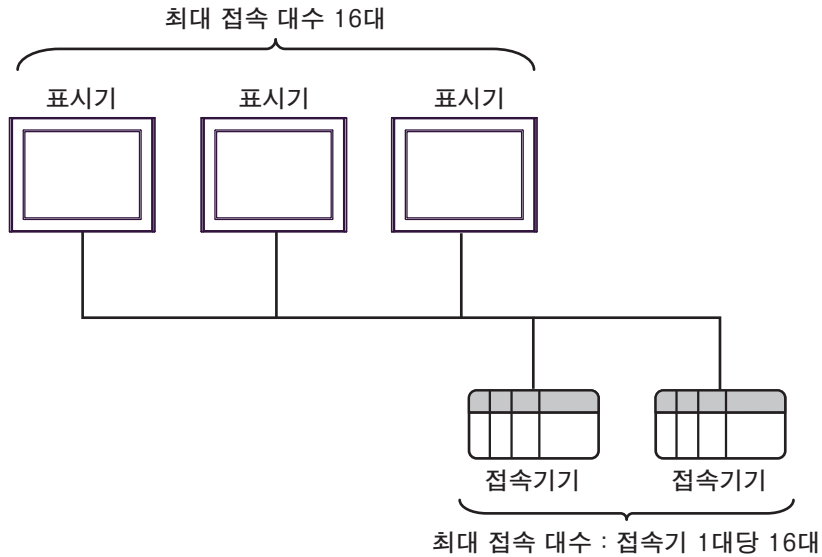 최대 접속 대수 16대
표시기 표시기 표시기
접속기기 접속기기
최대 접속 대수 : 접속기 1대당 16대